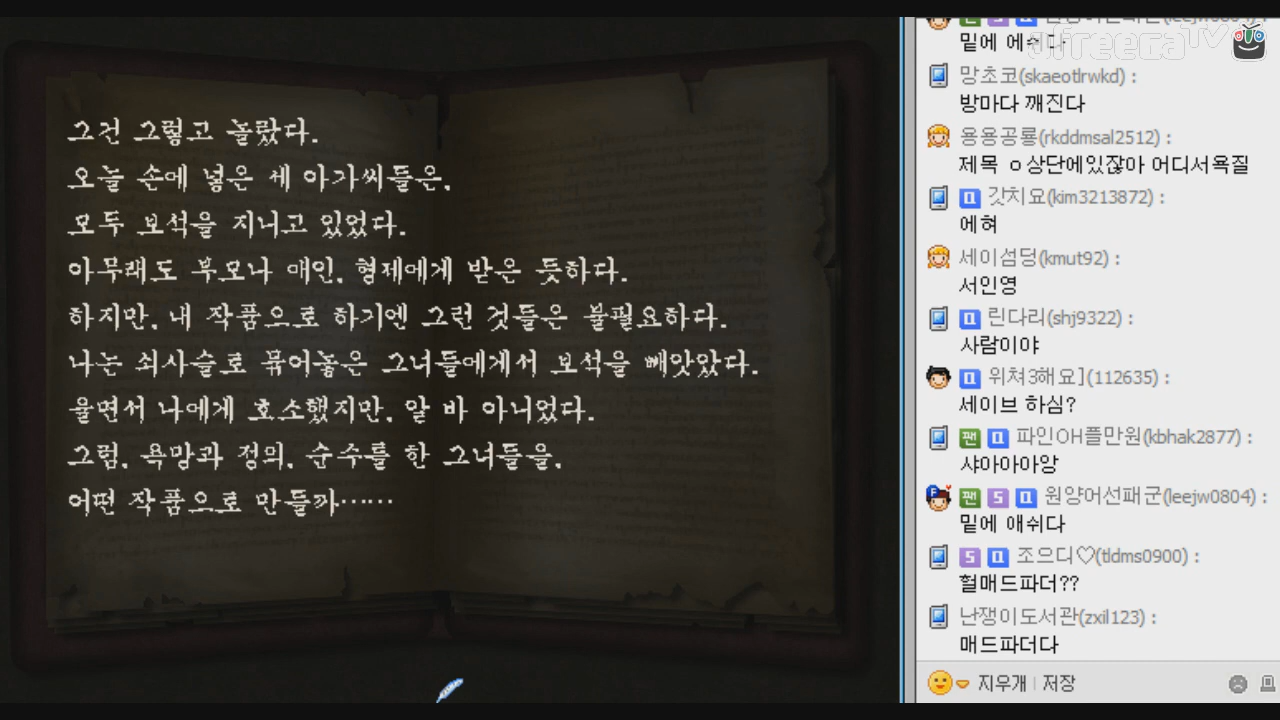 그건 그렇고 놀랐다.
오늘 손에 넣은 세 아가씨들은,
모두 보석을 지니고 있었다.
아무래도 부모나 애인, 형제에게 받은 듯하다.
하지만, 내 작품으로 하기엔 그런 것들은 불필요하다.
나는 쇠사슬로 묶어놓은 그녀들에게서 보석을 빼앗았다.
울면서 나에게 호소했지만, 알 바 아니었다.
그럼, 욕망과 정의, 순수를 한 그녀들을,
어떤 작품으로 만들까……
afreecaTV
원양어선패군(leejw0804) :
밑에 에쉬다
망초코(skaeotlrwkd) :
방마다 깨진다
용용공룡(rkddmsal2512) :
제목 ㅇ상단에있잖아 어디서욕질
갓치요(kim3213872) :
에혀
세이섬덩(kmut92) :
서인영
린다리(shj9322) :
사람이야
위쳐3해요](112635) :
세이브 하심?
팬 파인OH플만원(kbhak2877) :
샤아아아앙
팬 S 원양어선패군(leejw0804) :
밑에 애쉬다
S 조으디♡(tldms0900) :
헐매드파더??
난쟁이도서관(zxil123) :
매드파더다
지우개 | 저장